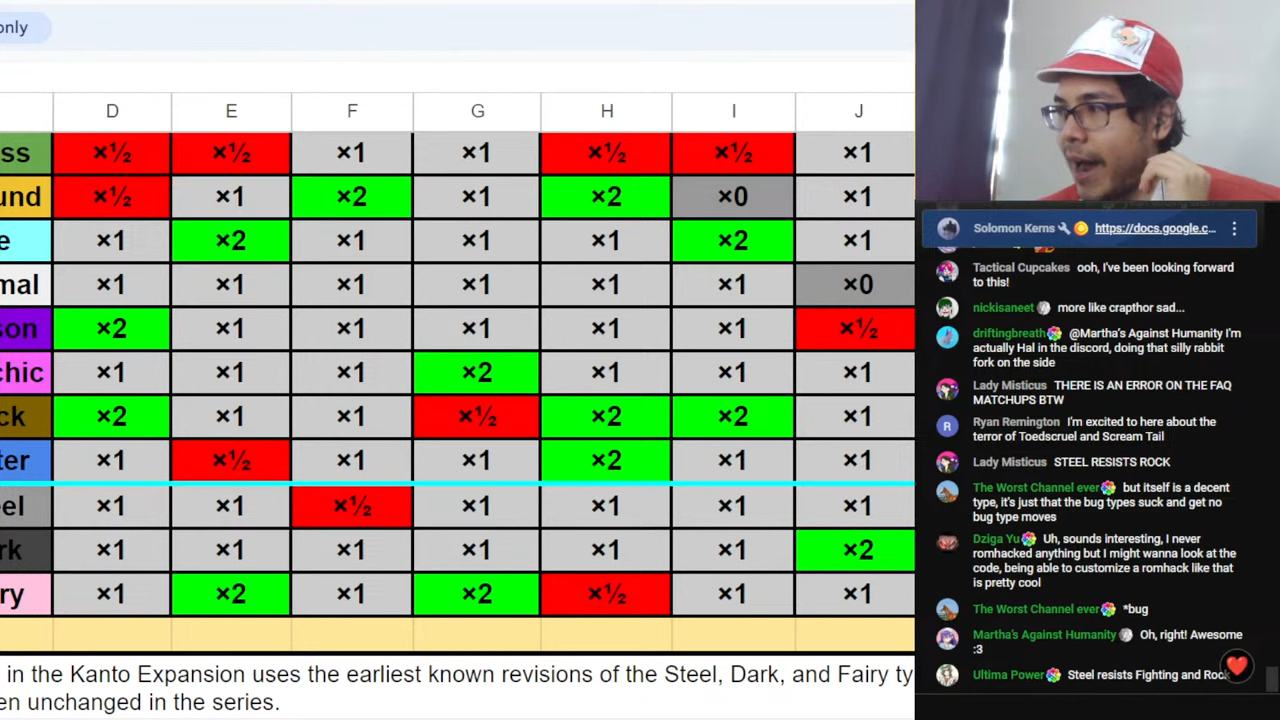 only
D E F G H I J
ss ×½ ×½ ×1 ×1 ×½ ×½ ×1
und ×½ ×1 ×2 ×1 ×2 ×0 ×1
e ×1 ×2 ×1 ×1 ×1 ×2 ×1
mal ×1 ×1 ×1 ×1 ×1 ×1 ×0
son ×2 ×1 ×1 ×1 ×1 ×1 ×½
chic ×1 ×1 ×1 ×2 ×1 ×1 ×1
ck ×2 ×1 ×1 ×½ ×2 ×2 ×1
ter ×1 ×½ ×1 ×1 ×2 ×1 ×1
eel ×1 ×1 ×½ ×1 ×1 ×1 ×1
rk ×1 ×1 ×1 ×1 ×1 ×1 ×2
ry ×1 ×2 ×1 ×2 ×½ ×1 ×1
in the Kanto Expansion uses the earliest known revisions of the Steel, Dark, and Fairy ty
en unchanged in the series.
Solomon Kerns https://docs.google.c...
Tactical Cupcakes ooh, I've been looking forward
to this!
nickisaneet more like crapthor sad...
driftingbreath @Martha's Against Humanity I'm
actually Hal in the discord, doing that silly rabbit
fork on the side
Lady Misticus THERE IS AN ERROR ON THE FAQ
MATCHUPS BTW
Ryan Remington I'm excited to here about the
terror of Toedscruel and Scream Tail
Lady Misticus STEEL RESISTS ROCK
The Worst Channel ever but itself is a decent
type, it's just that the bug types suck and get no
bug type moves
Dziga Yu Uh, sounds interesting, I never
romhacked anything but I might wanna look at the
code, being able to customize a romhack like that
is pretty cool
The Worst Channel ever *bug
Martha's Against Humanity Oh, right! Awesome
:3
Ultima Power Steel resists Fighting and Rock